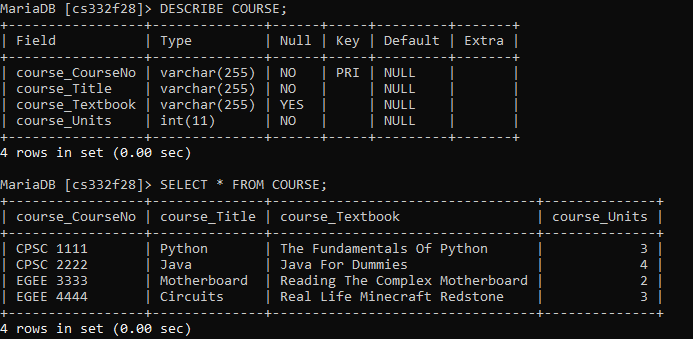 MariaDB [cs332f28]> DESCRIBE COURSE;
+-----------------+--------------+------+-----+---------+-------+
| Field           | Type         | Null | Key | Default | Extra |
+-----------------+--------------+------+-----+---------+-------+
| course_CourseNo | varchar(255) | NO   | PRI | NULL    |       |
| course_Title    | varchar(255) | NO   |     | NULL    |       |
| course_Textbook | varchar(255) | YES  |     | NULL    |       |
| course_Units    | int(11)      | NO   |     | NULL    |       |
+-----------------+--------------+------+-----+---------+-------+
4 rows in set (0.00 sec)

MariaDB [cs332f28]> SELECT * FROM COURSE;
+-----------------+--------------+---------------------------------+--------------+
| course_CourseNo | course_Title | course_Textbook                 | course_Units |
+-----------------+--------------+---------------------------------+--------------+
| CPSC 1111       | Python       | The Fundamentals Of Python      |            3 |
| CPSC 2222       | Java         | Java For Dummies                |            4 |
| EGEE 3333       | Motherboard  | Reading The Complex Motherboard |            2 |
| EGEE 4444       | Circuits     | Real Life Minecraft Redstone    |            3 |
+-----------------+--------------+---------------------------------+--------------+
4 rows in set (0.00 sec)